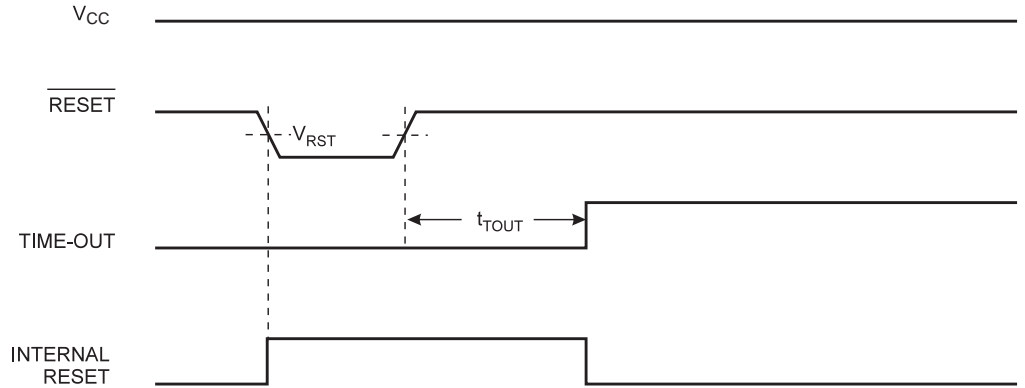 VCC
RESET
VRST
tTOUT
TIME-OUT
INTERNAL
RESET